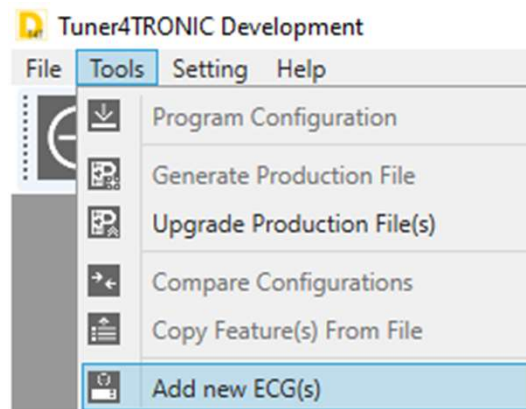 Tuner4TRONIC Development
File Tools Setting Help
Program Configuration
Generate Production File
Upgrade Production File(s)
Compare Configurations
Copy Feature(s) From File
Add new ECG(s)